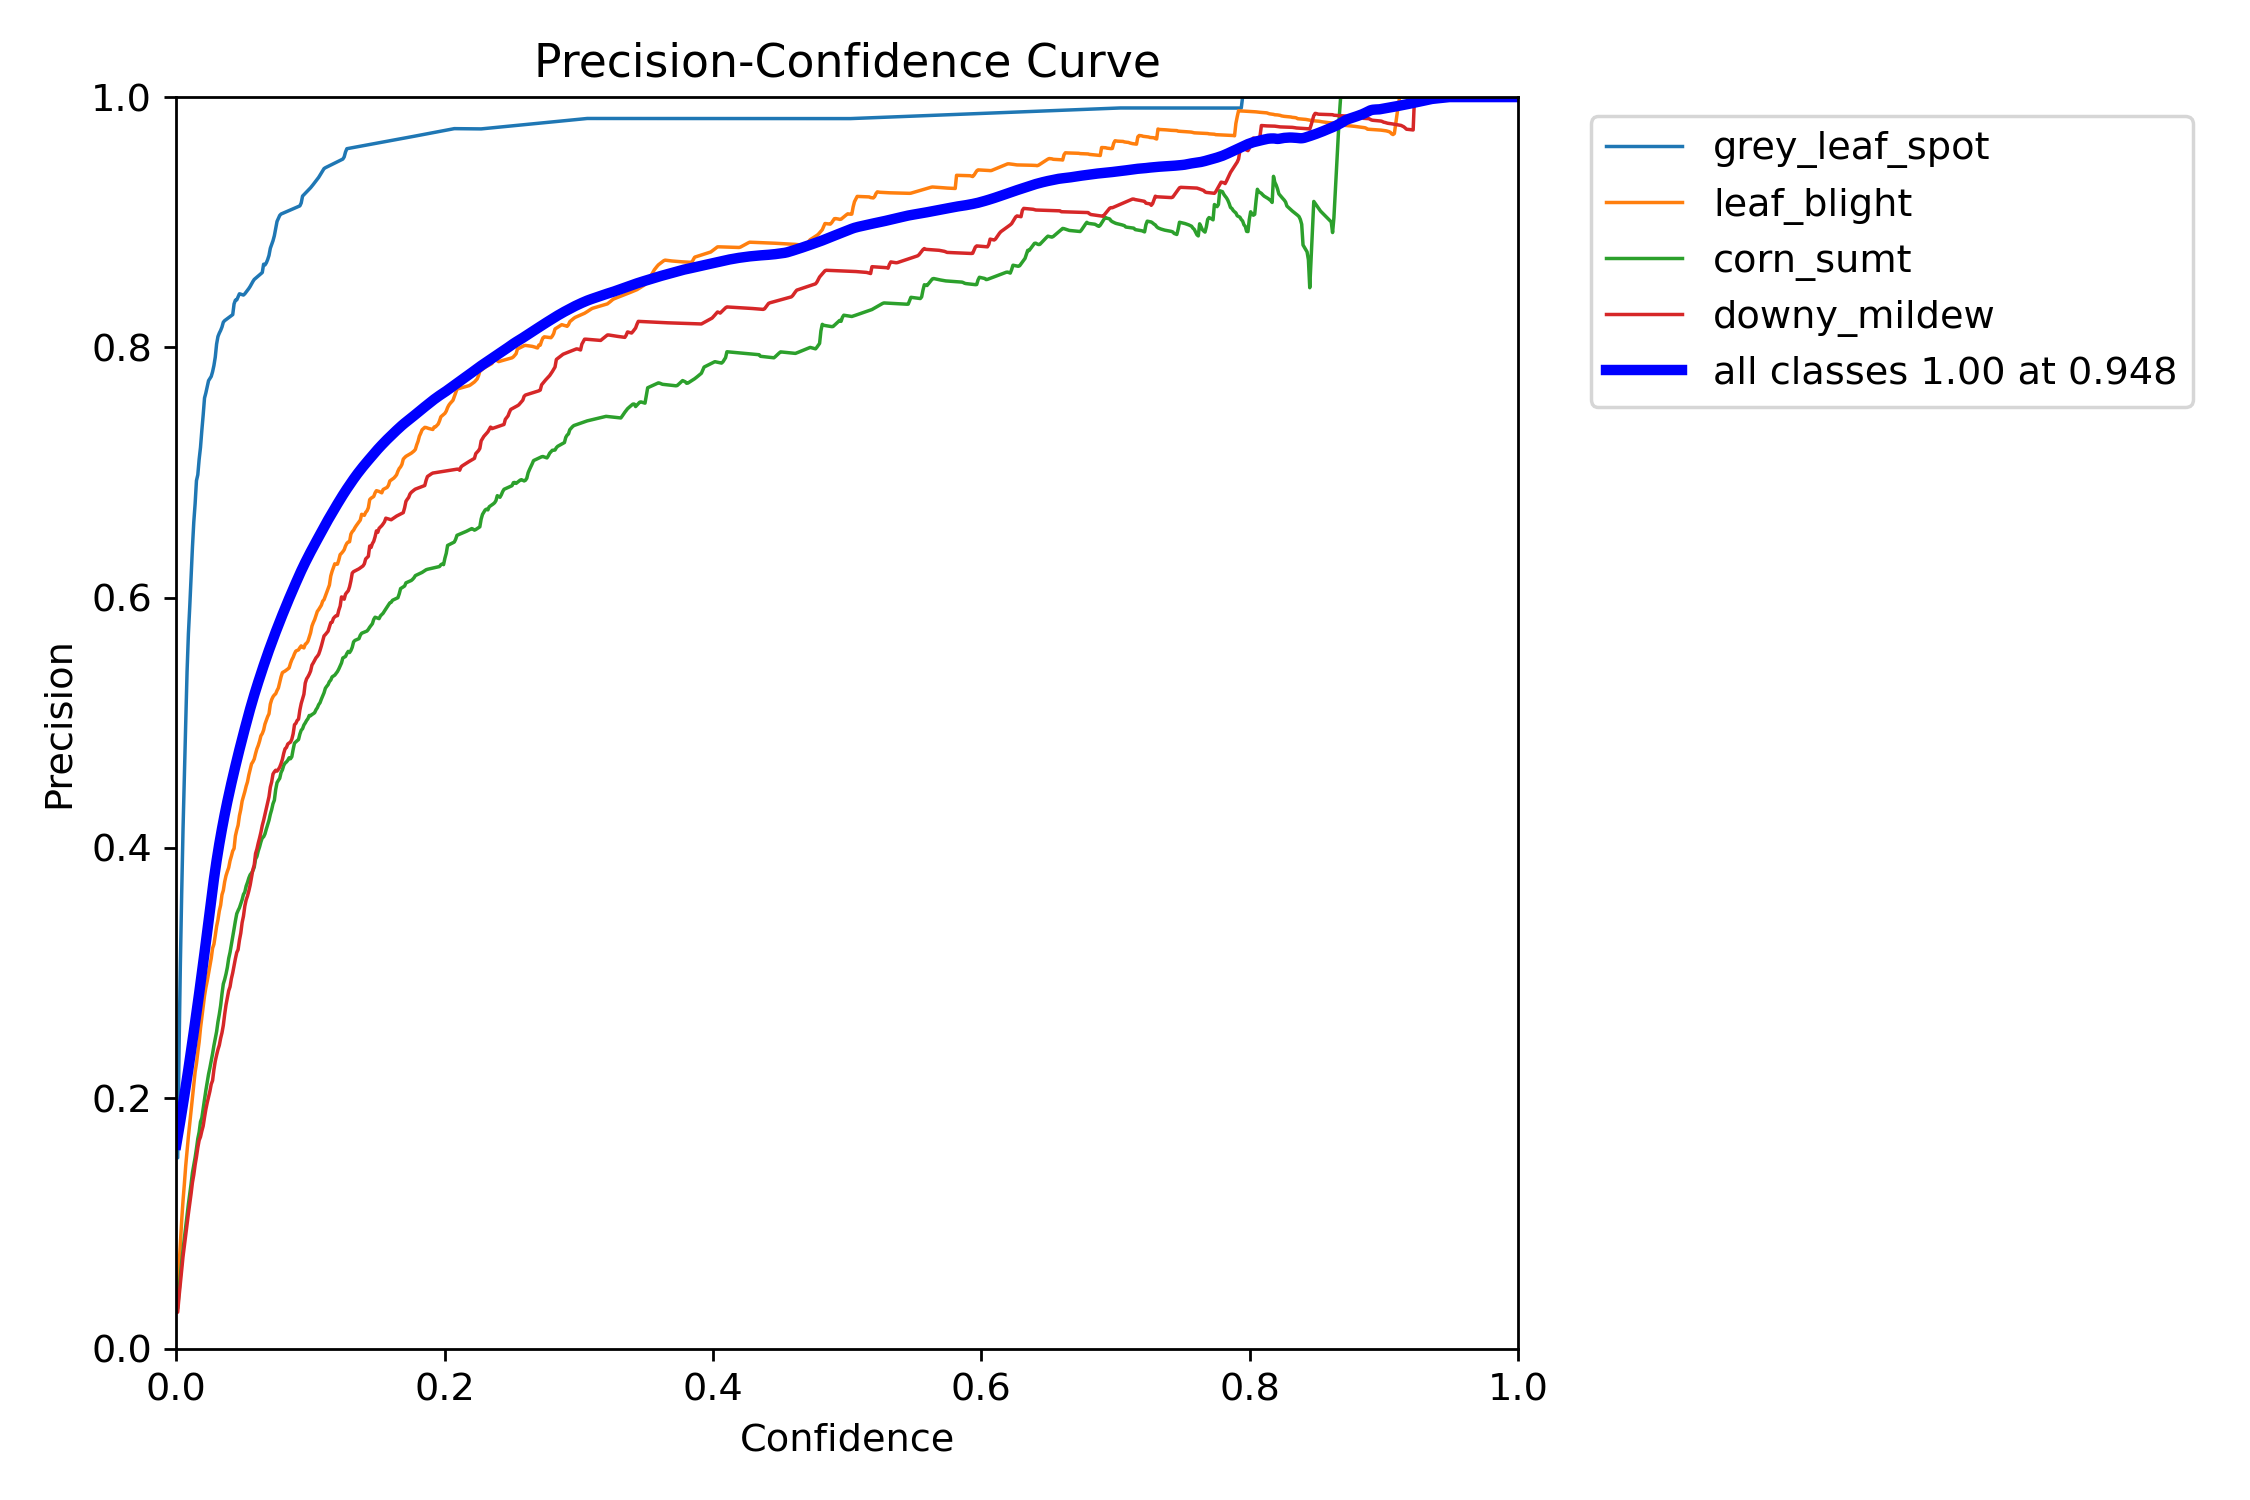 Precision-Confidence Curve
1.0
0.8
0.6
0.4
0.2
0.0
Precision
0.0 0.2 0.4 0.6 0.8 1.0
Confidence
grey_leaf_spot
leaf_blight
corn_sumt
downy_mildew
all classes 1.00 at 0.948